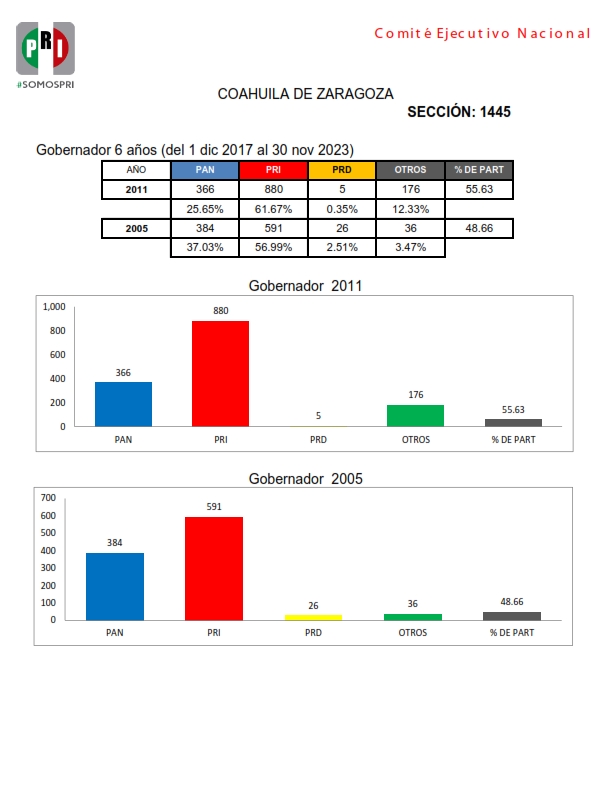 PRI
#SOMOSPRI
Comité Ejecutivo Nacional
COAHUILA DE ZARAGOZA
SECCIÓN: 1445
Gobernador 6 años (del 1 dic 2017 al 30 nov 2023)
AÑO PAN PRI PRD OTROS % DE PART
2011 366 880 5 176 55.63
25.65% 61.67% 0.35% 12.33%
2005 384 591 26 36 48.66
37.03% 56.99% 2.51% 3.47%
Gobernador 2011
1,000
800
600
400
200
0
366
880
5
176
55.63
PAN PRI PRD OTROS % DE PART
Gobernador 2005
700
600
500
400
300
200
100
0
384
591
26
36
48.66
PAN PRI PRD OTROS % DE PART